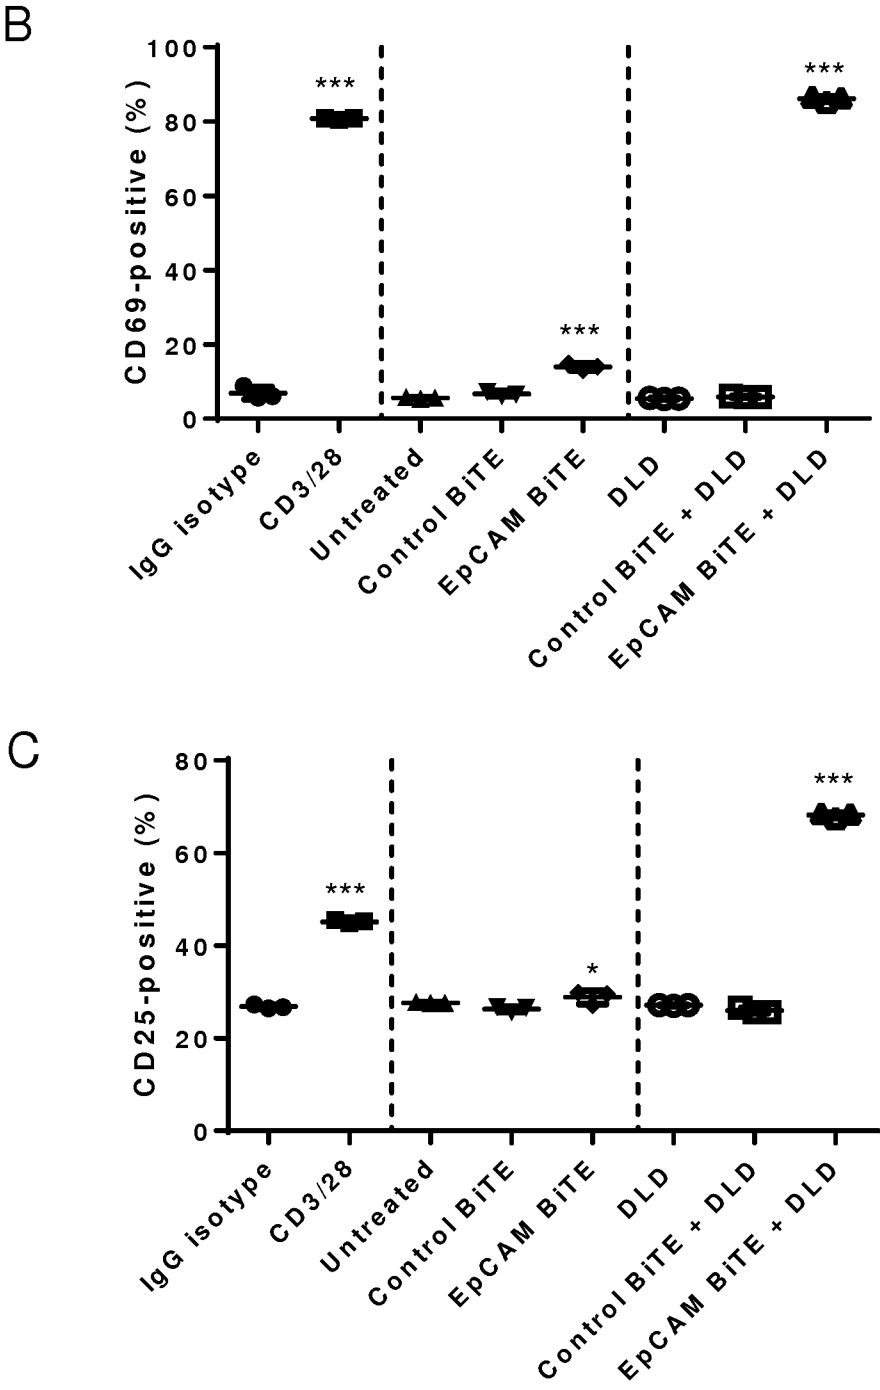 B
CD69-positive (%)
100
80
60
40
20
0
***
***
***
IgG isotype
CD3/28
Untreated
Control BiTE
EpCAM BiTE
DLD
Control BiTE + DLD
EpCAM BiTE + DLD
C
CD25-positive (%)
80
60
40
20
0
***
*
***
IgG isotype
CD3/28
Untreated
Control BiTE
EpCAM BiTE
DLD
Control BiTE + DLD
EpCAM BiTE + DLD